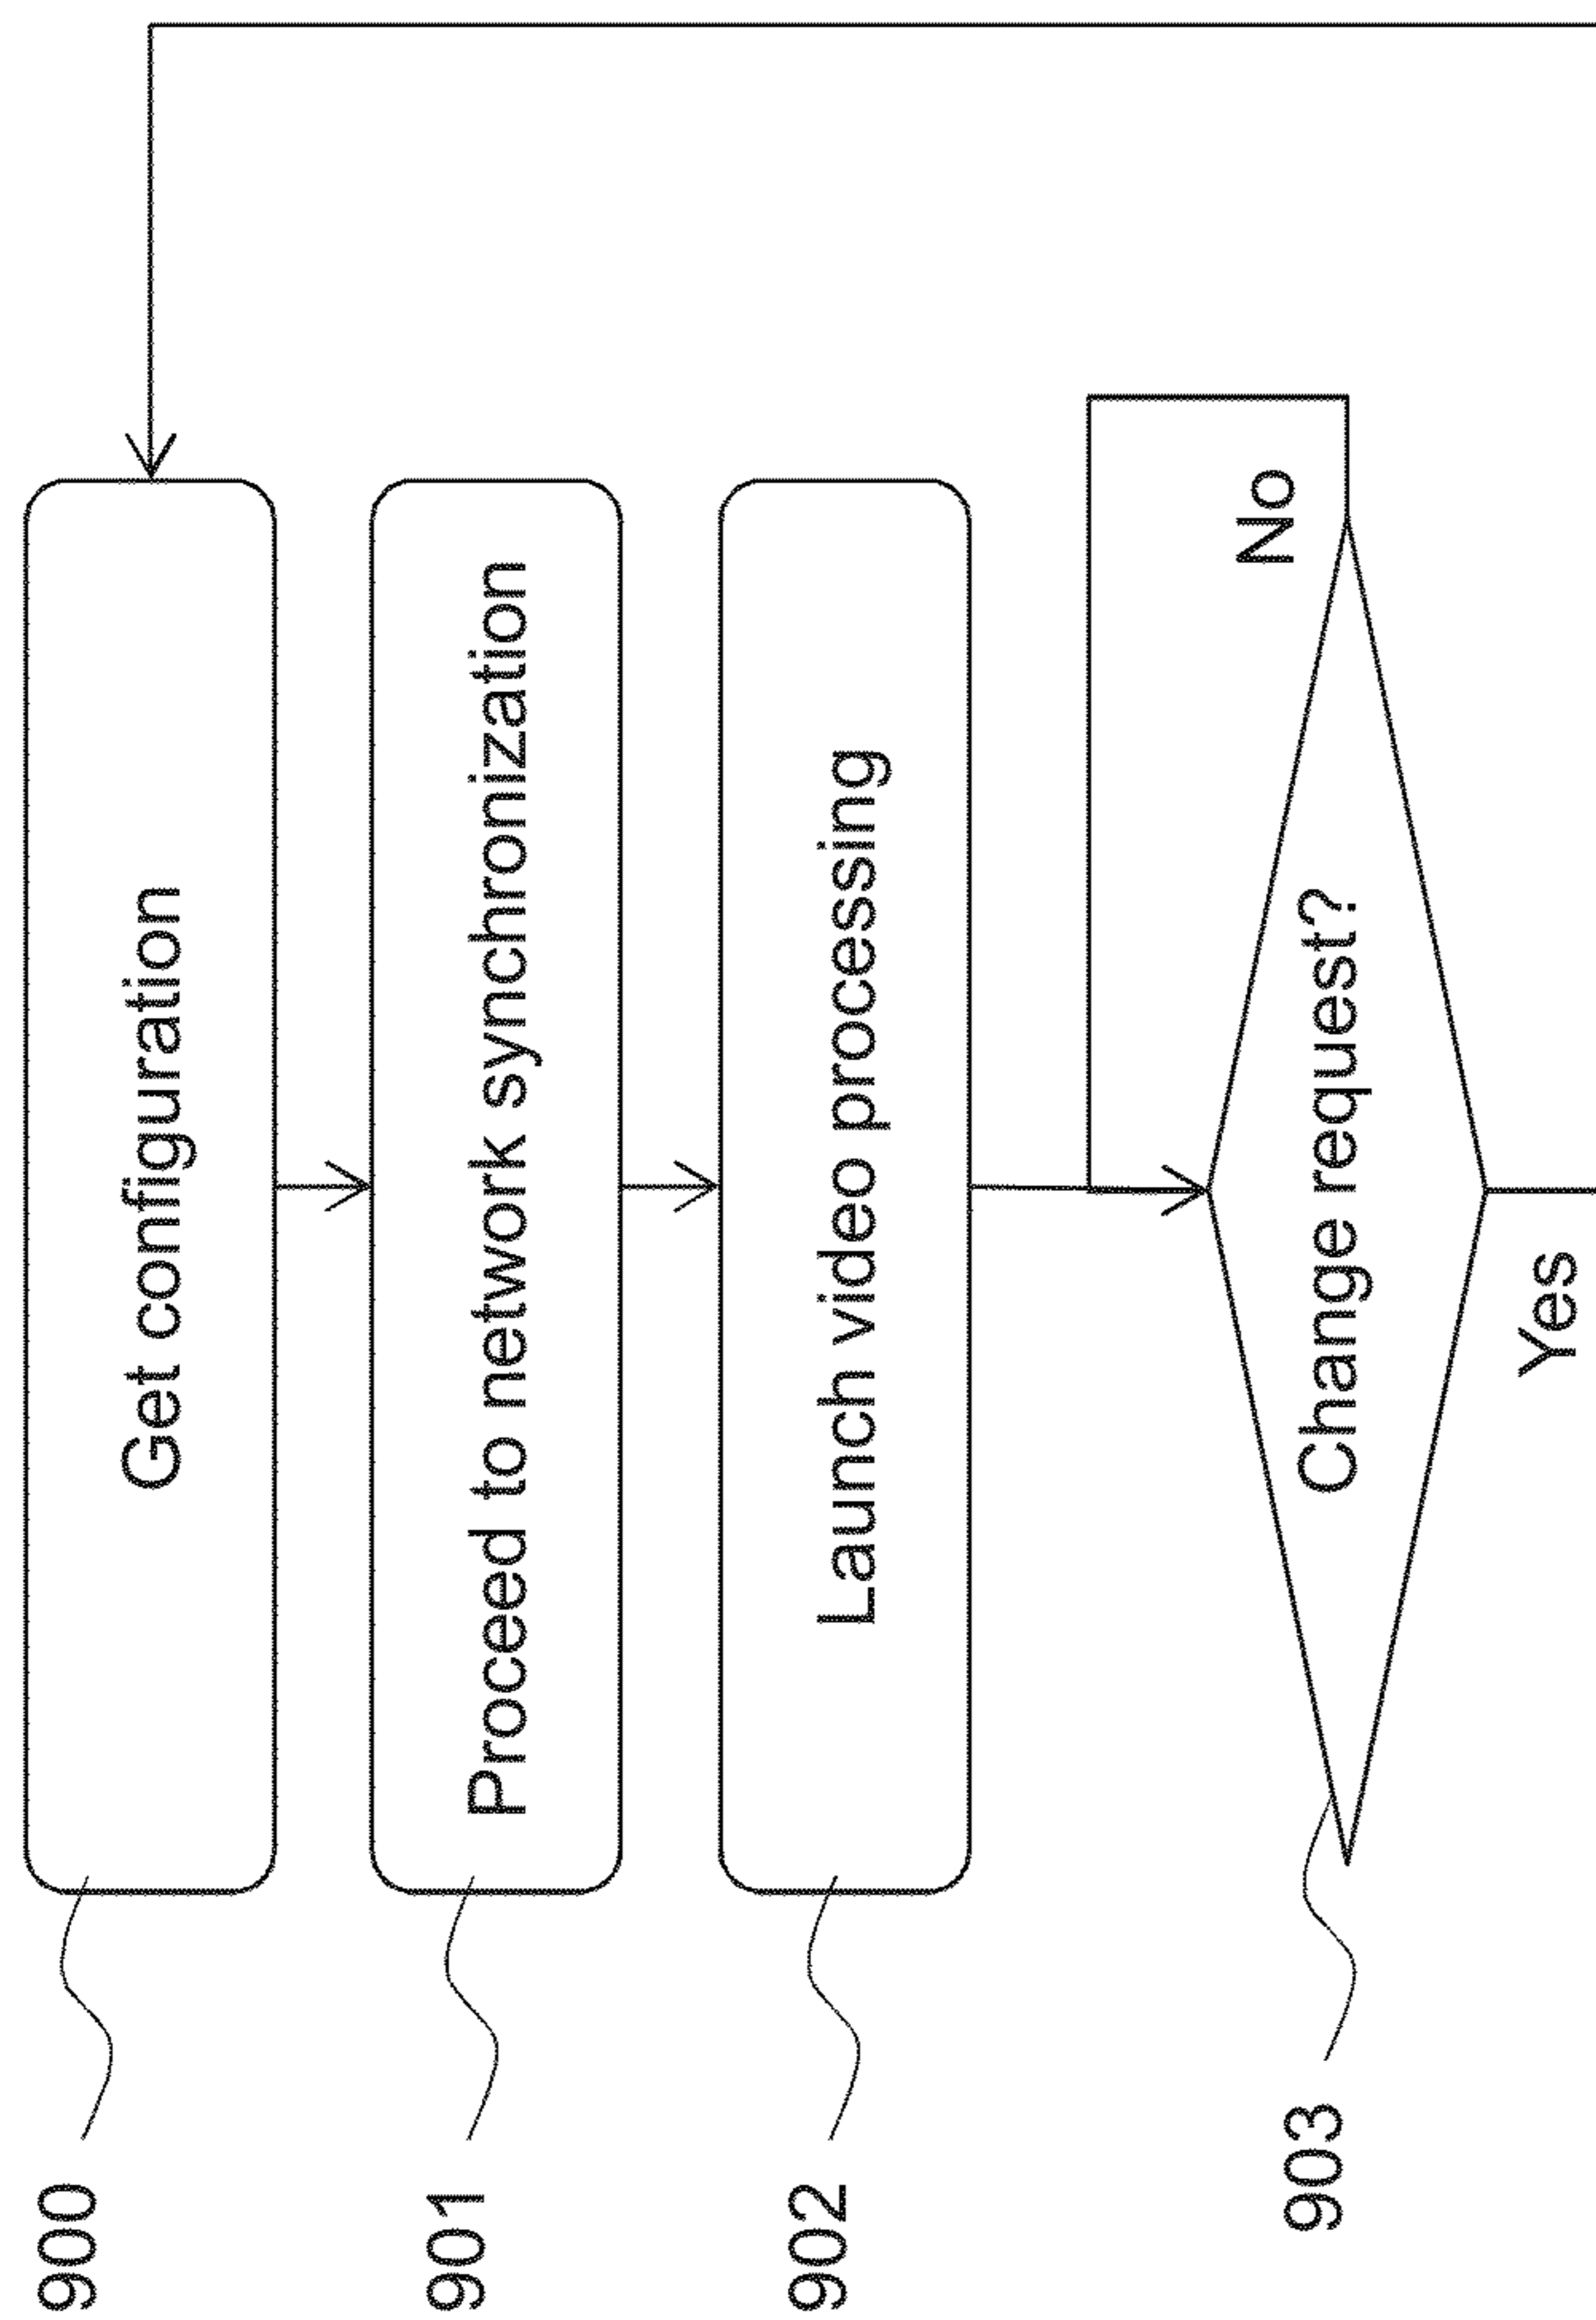 900
Get configuration
901
Proceed to network synchronization
902
Launch video processing
903
Change request?
No
Yes